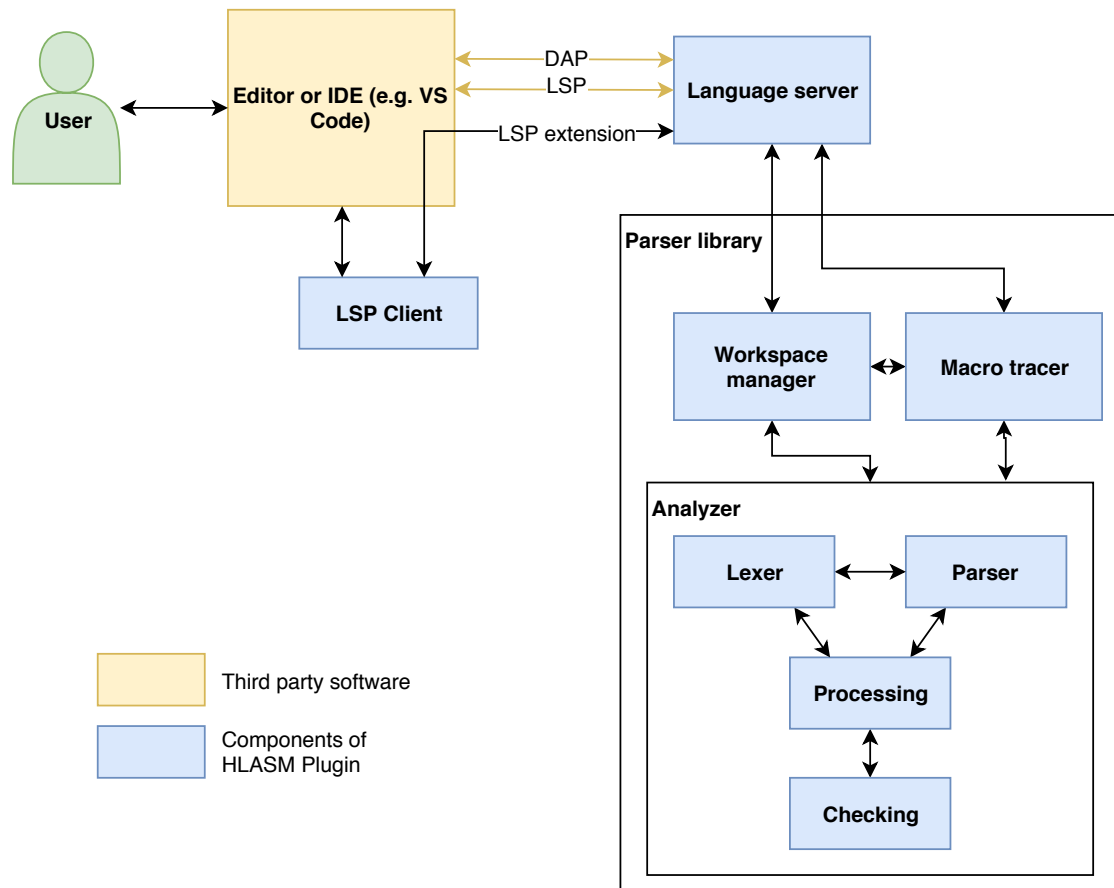 User
Editor or IDE (e.g. VS
Code)
DAP
LSP
LSP extension
Language server
LSP Client
Parser library
Workspace
manager
Macro tracer
Analyzer
Lexer
Parser
Processing
Checking
Third party software
Components of
HLASM Plugin